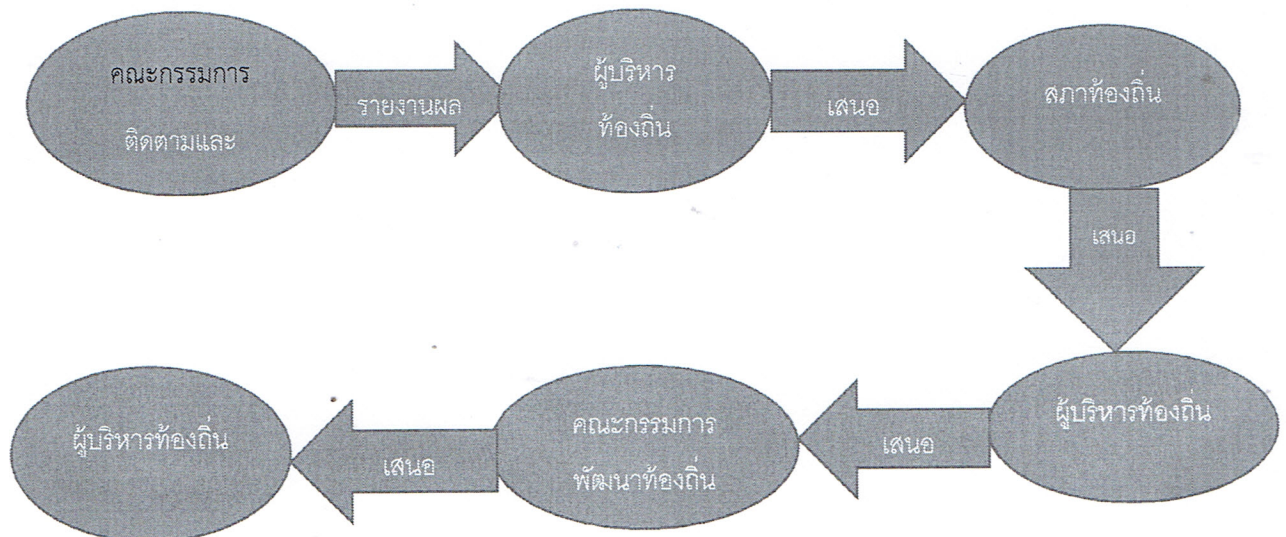 คณะกรรมการ
ติดตามและ
รายงานผล
ผู้บริหาร
ท้องถิ่น
เสนอ
สภาท้องถิ่น
เสนอ
ผู้บริหารท้องถิ่น
เสนอ
คณะกรรมการ
พัฒนาท้องถิ่น
เสนอ
ผู้บริหารท้องถิ่น